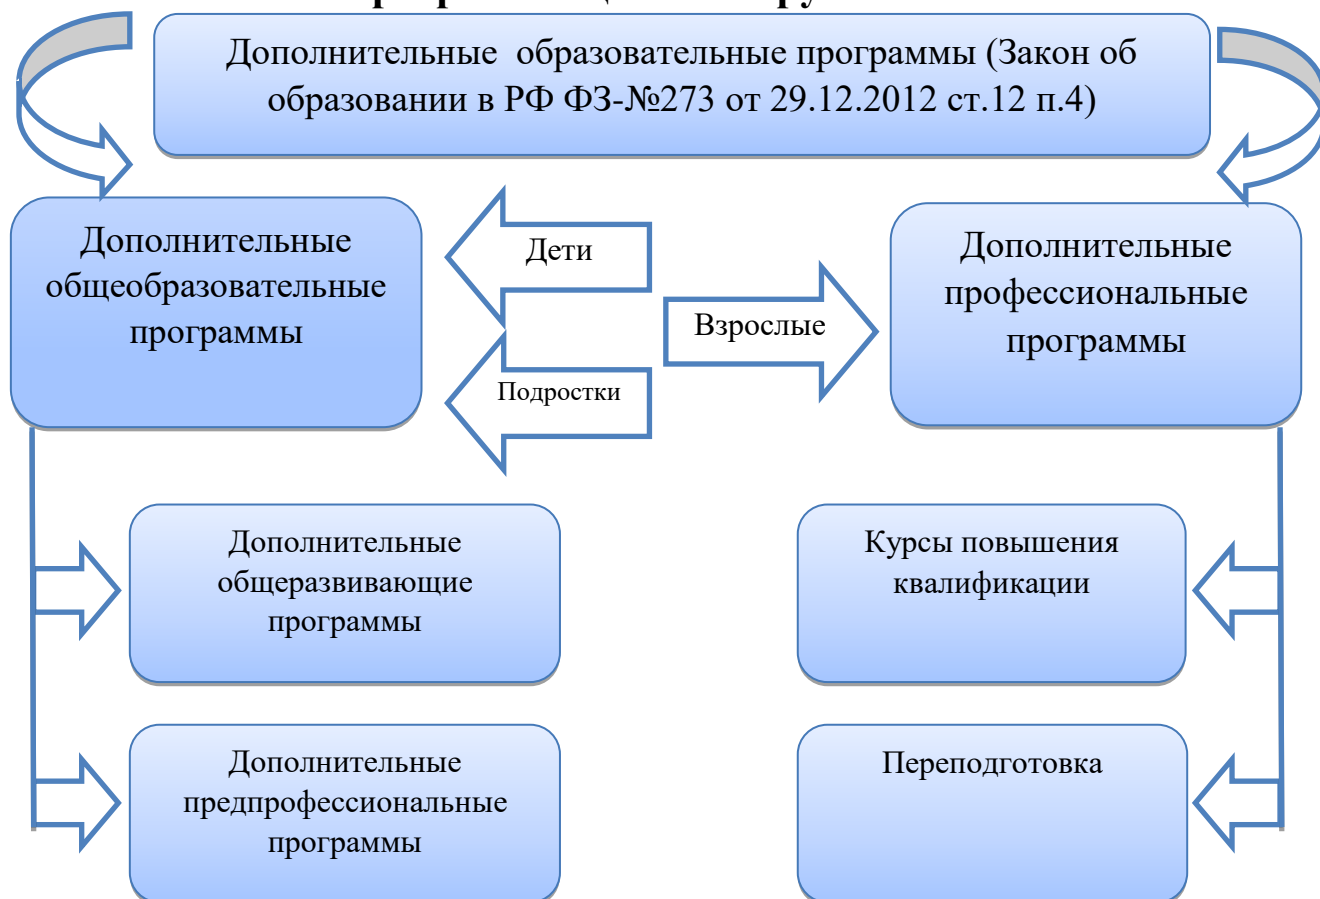 Дополнительные образовательные программы (Закон об
образовании в РФ ФЗ-№273 от 29.12.2012 ст.12 п.4)
Дополнительные
общеобразовательные
программы
Дети
Взрослые
Подростки
Дополнительные
профессиональные
программы
Дополнительные
общеразвивающие
программы
Курсы повышения
квалификации
Дополнительные
предпрофессиональные
программы
Переподготовка